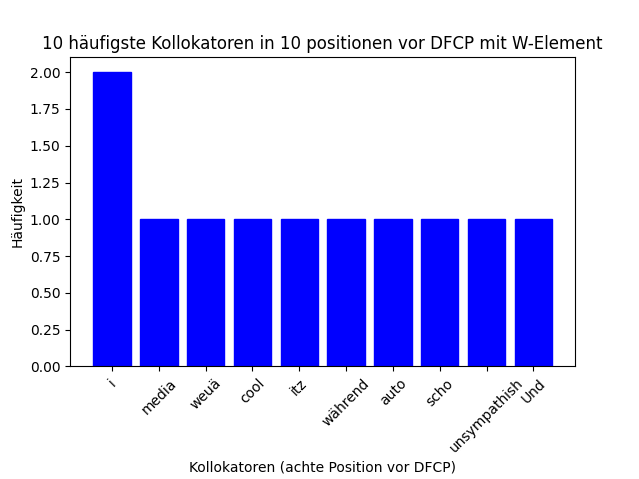 10 häufigste Kollokatoren in 10 positionen vor DFCP mit W-Element
Häufigkeit
2.00
1.75
1.50
1.25
1.00
0.75
0.50
0.25
0.00
i
media
weuä
cool
itz
während
auto
scho
unsympathish
Und
Kollokatoren (achte Position vor DFCP)